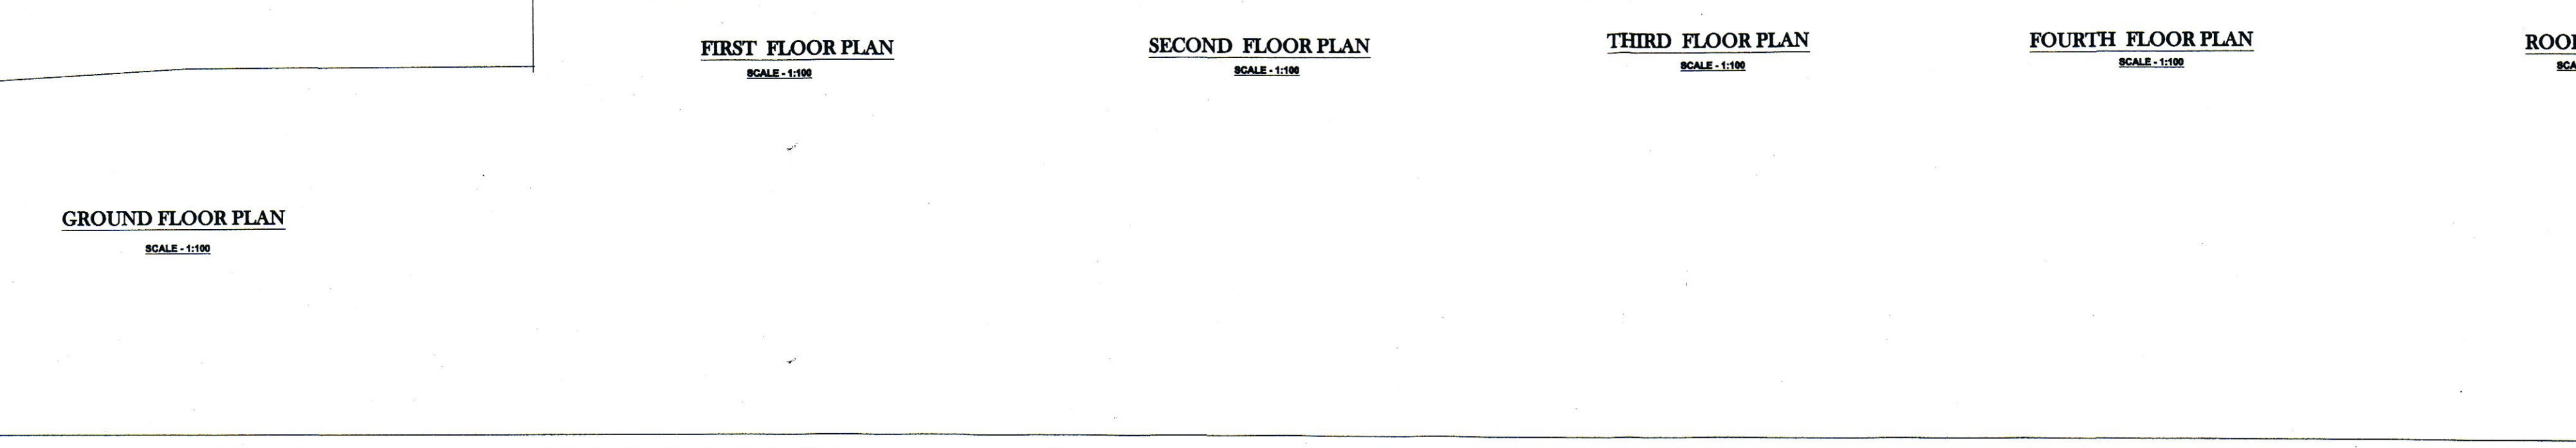 FIRST FLOOR PLAN
SCALE - 1:100
SECOND FLOOR PLAN
SCALE - 1:100
THIRD FLOOR PLAN
SCALE - 1:100
FOURTH FLOOR PLAN
SCALE - 1:100
GROUND FLOOR PLAN
SCALE - 1:100